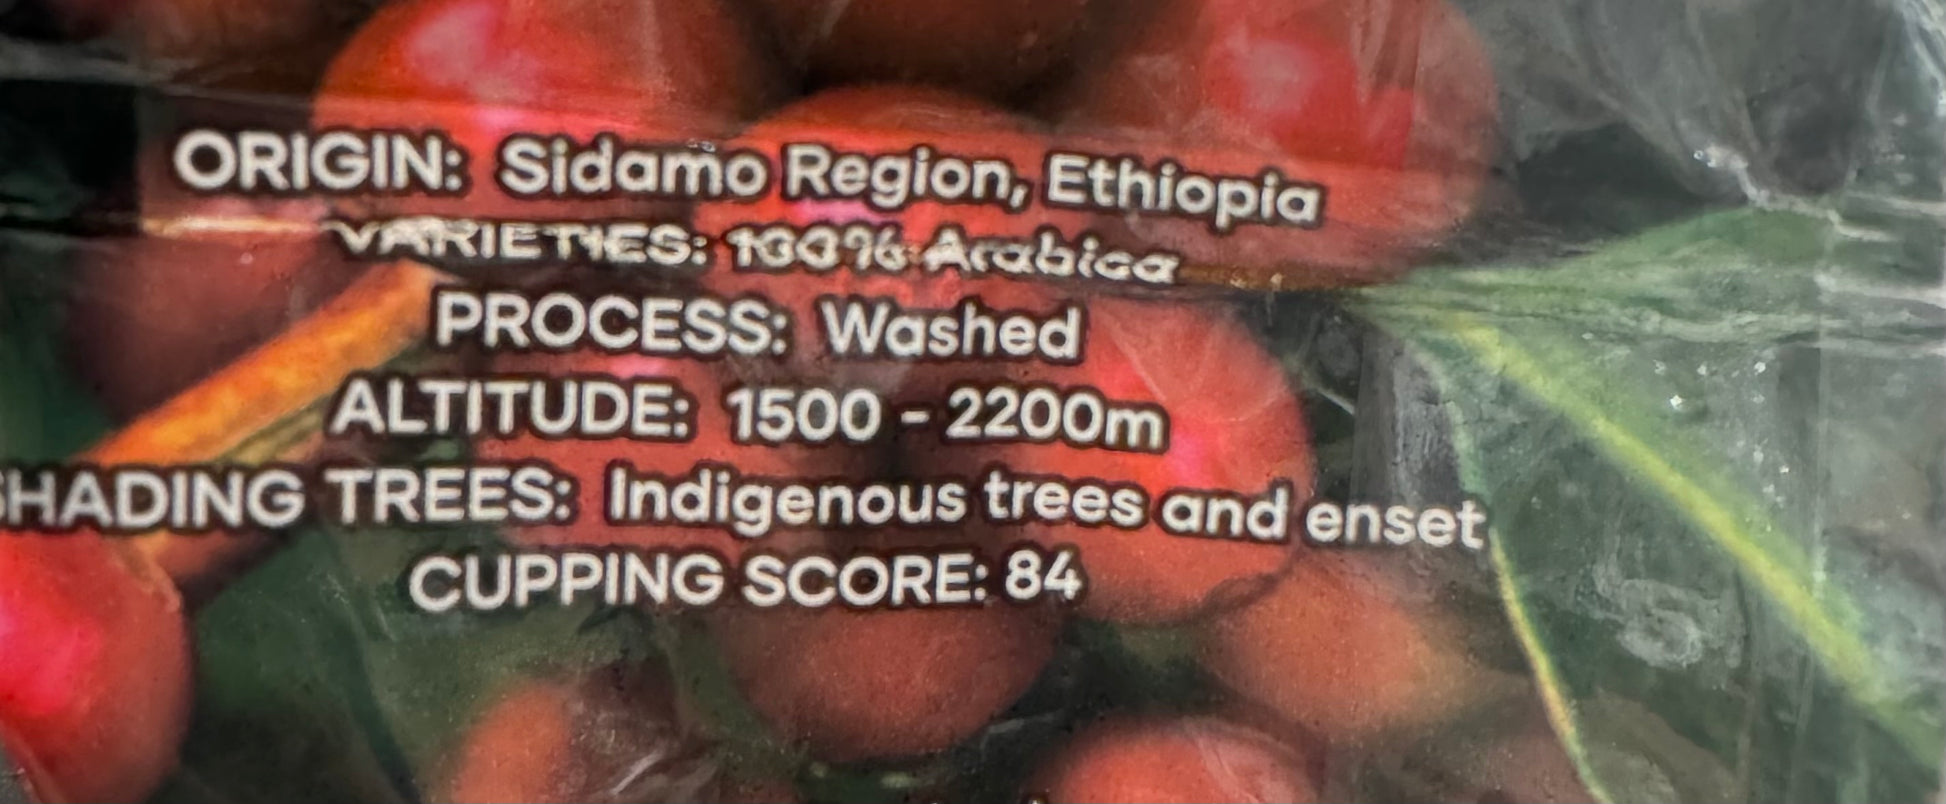 ORIGIN: Sidamo Region, Ethiopia
VARIETIES: 100% Arabica
PROCESS: Washed
ALTITUDE: 1500 - 2200m
SHADING TREES: Indigenous trees and enset
CUPPING SCORE: 84